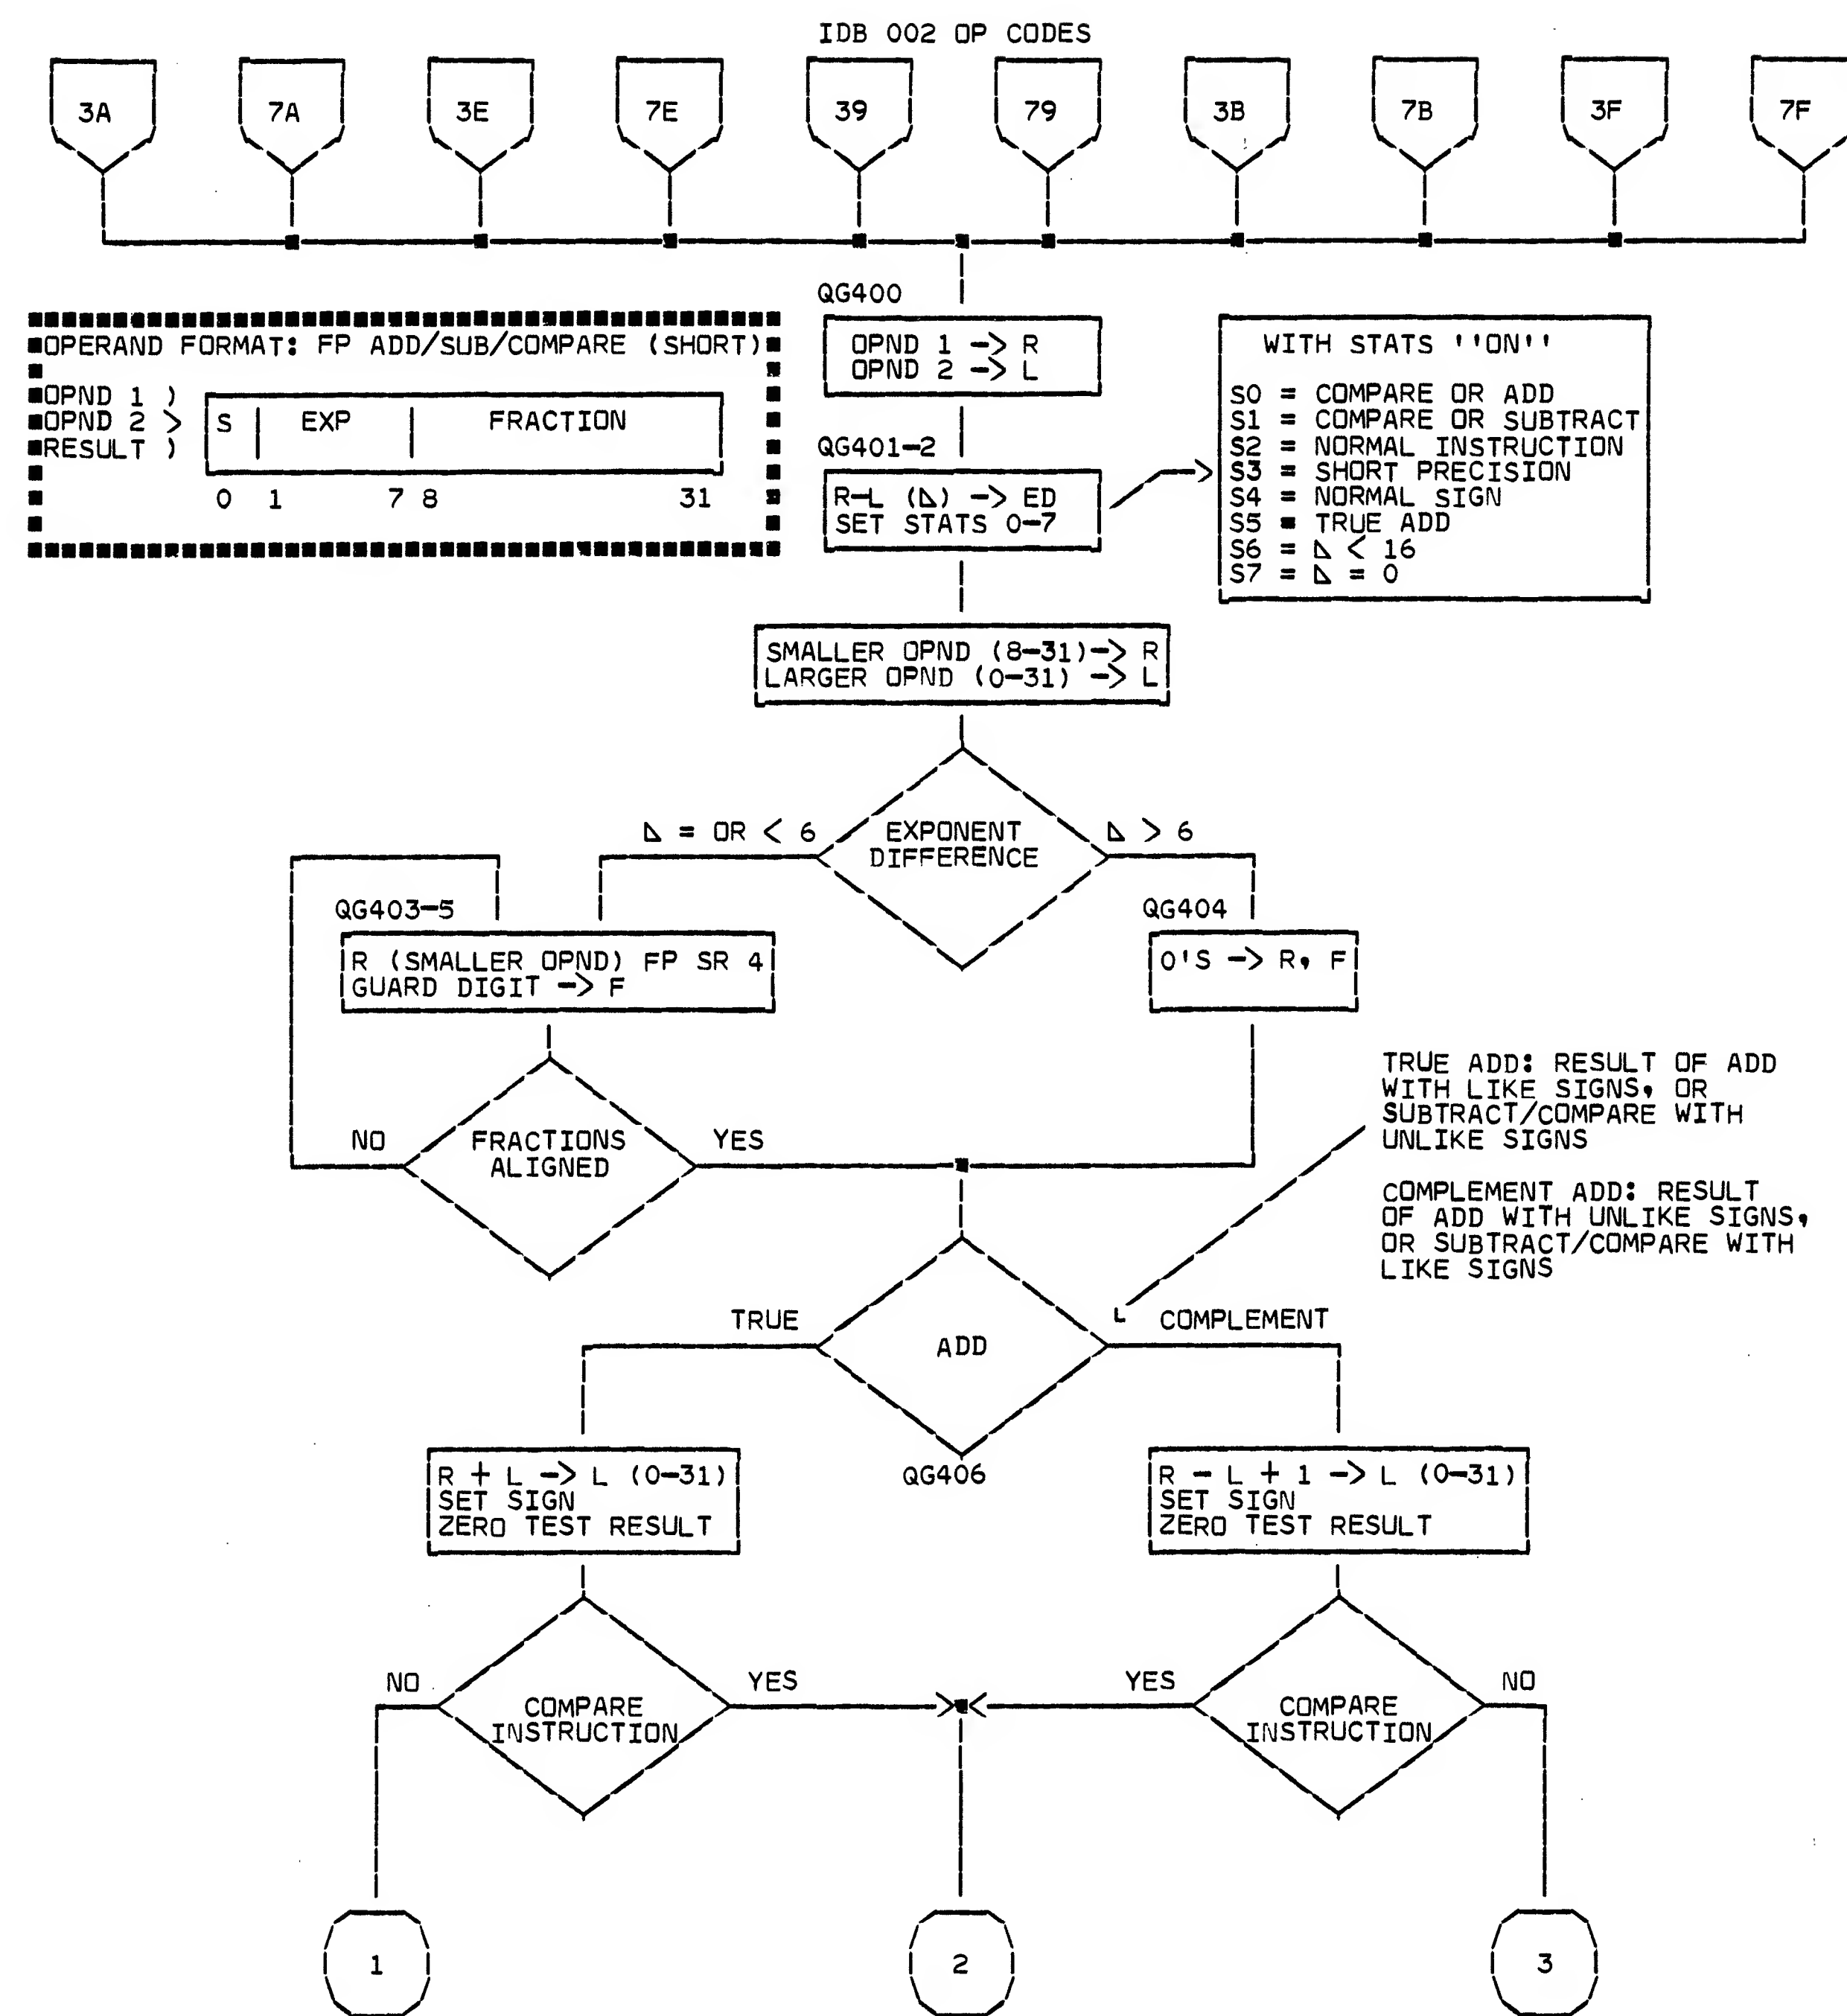 IDB 002 OP CODES
3A 7A 3E 7E 39 79 3B 7B 3F 7F
QG400
OPND 1 -> R
OPND 2 -> L
OPERAND FORMAT: FP ADD/SUB/COMPARE (SHORT)
OPND 1 )
OPND 2 >
RESULT )
S EXP FRACTION
0 1 7 8 31
QG401-2
R-L (Δ) -> ED
SET STATS 0-7
WITH STATS ''ON''
S0 = COMPARE OR ADD
S1 = COMPARE OR SUBTRACT
S2 = NORMAL INSTRUCTION
S3 = SHORT PRECISION
S4 = NORMAL SIGN
S5 = TRUE ADD
S6 = Δ < 16
S7 = Δ = 0
SMALLER OPND (8-31)-> R
LARGER OPND (0-31) -> L
Δ = OR < 6
EXPONENT
DIFFERENCE
Δ > 6
QG403-5
R (SMALLER OPND) FP SR 4
GUARD DIGIT -> F
QG404
0'S -> R, F
NO
FRACTIONS
ALIGNED
YES
TRUE ADD: RESULT OF ADD
WITH LIKE SIGNS, OR
SUBTRACT/COMPARE WITH
UNLIKE SIGNS
COMPLEMENT ADD: RESULT
OF ADD WITH UNLIKE SIGNS,
OR SUBTRACT/COMPARE WITH
LIKE SIGNS
TRUE
ADD
COMPLEMENT
QG406
R + L -> L (0-31)
SET SIGN
ZERO TEST RESULT
R - L + 1 -> L (0-31)
SET SIGN
ZERO TEST RESULT
NO
COMPARE
INSTRUCTION
YES
YES
COMPARE
INSTRUCTION
NO
1
2
3